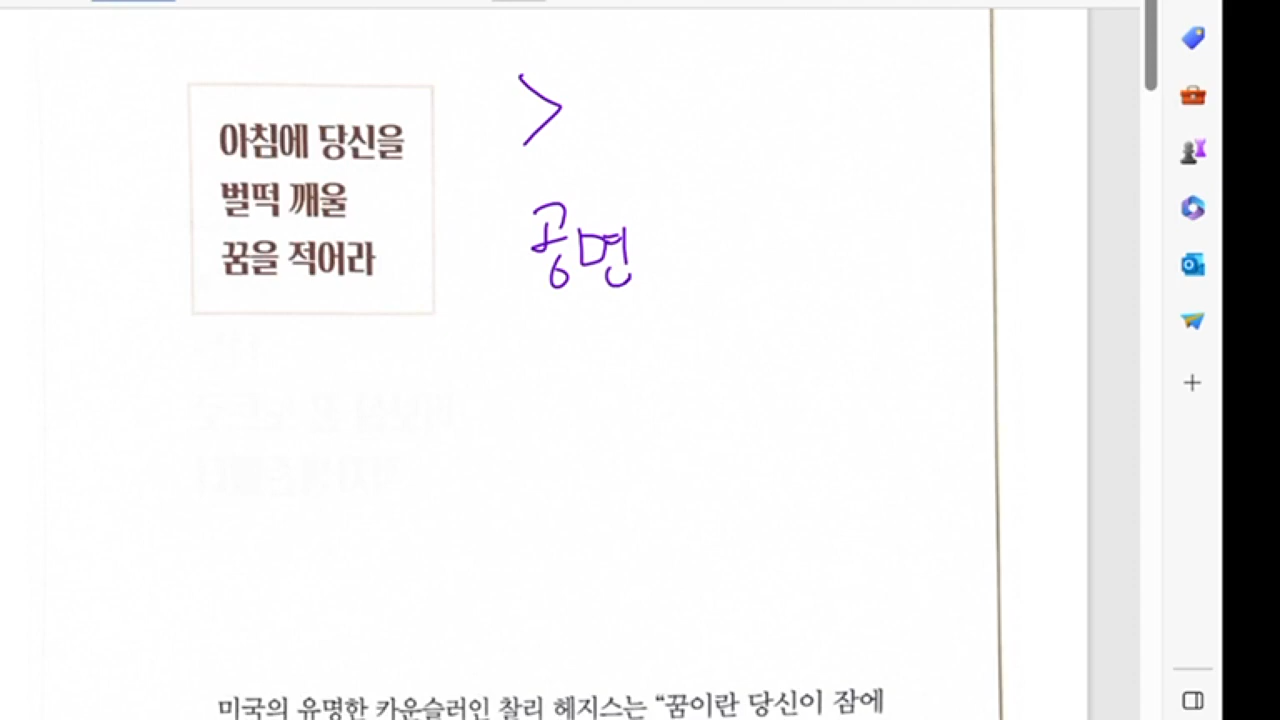 아침에 당신을
벌떡 깨울
꿈을 적어라
>
공면
미국의 유명한 카운슬러인 찰리 헤지스는 “꿈이란 당신이 잠에